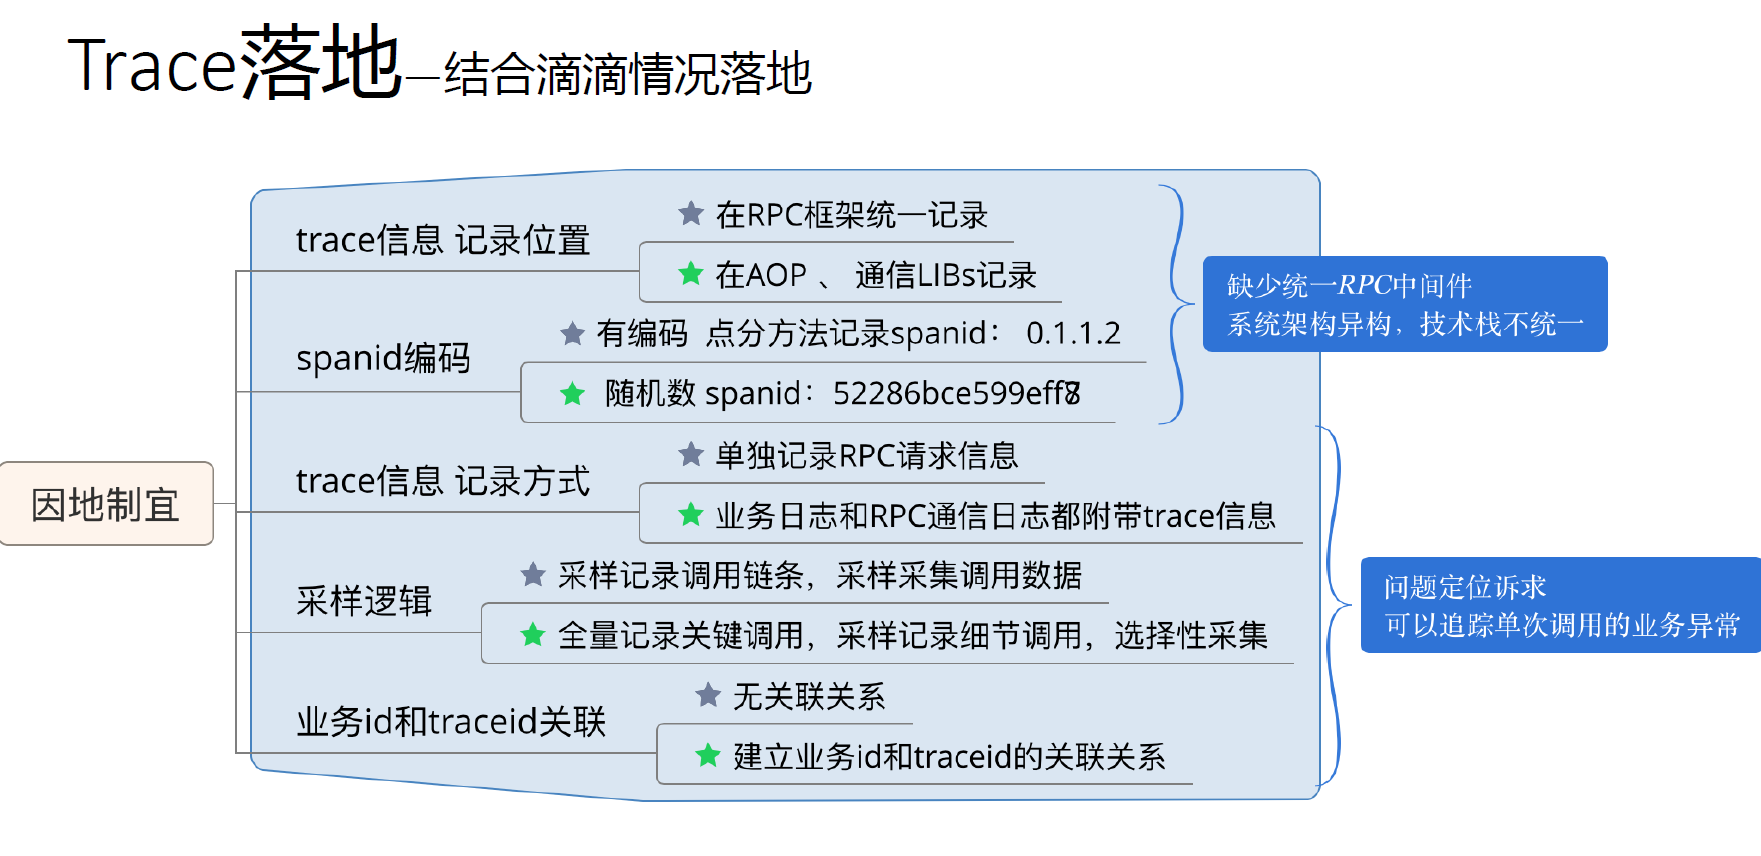 Trace落地—结合滴滴情况落地
在RPC框架统一记录
trace信息 记录位置
在AOP 、 通信LIBs记录
缺少统一RPC中间件
系统架构异构，技术栈不统一
有编码 点分方法记录spanid： 0.1.1.2
spanid编码
随机数 spanid：52286bce599eff8
单独记录RPC请求信息
trace信息 记录方式
业务日志和RPC通信日志都附带trace信息
因地制宜
采样记录调用链条，采样采集调用数据
采样逻辑
全量记录关键调用，采样记录细节调用，选择性采集
问题定位诉求
可以追踪单次调用的业务异常
无关联关系
业务id和traceid关联
建立业务id和traceid的关联关系